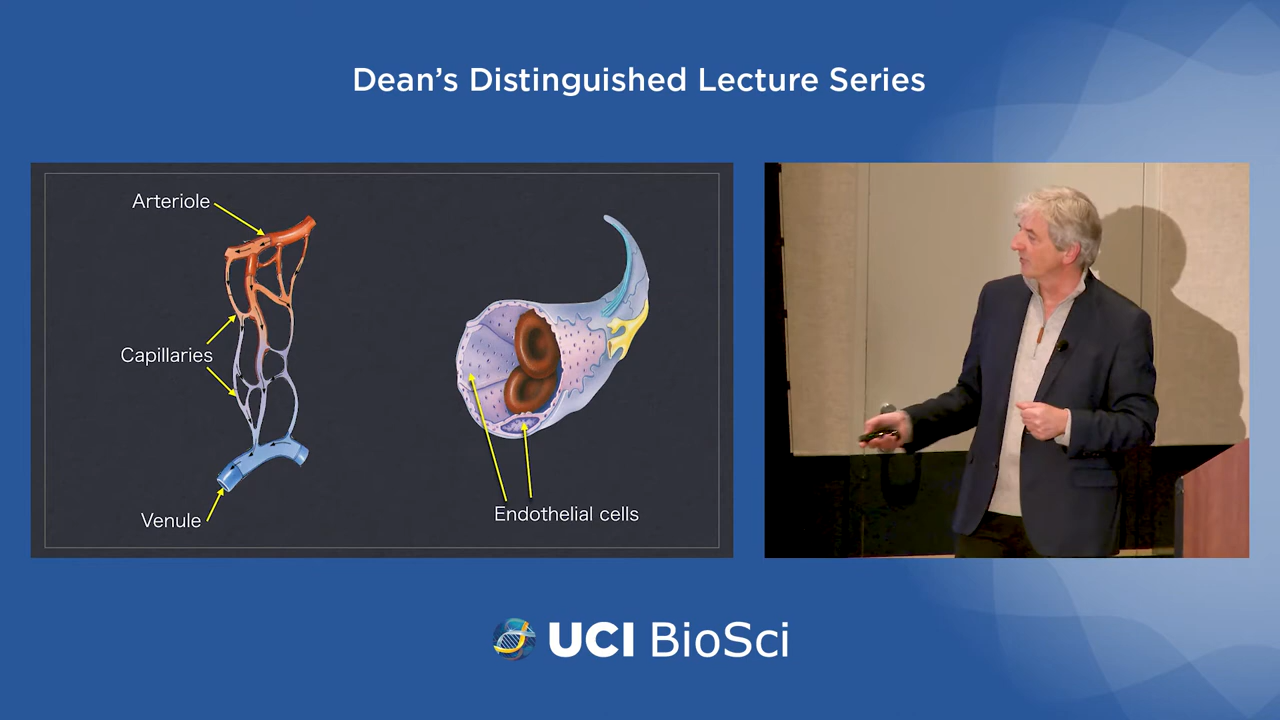 Dean’s Distinguished Lecture Series
Arteriole
Capillaries
Venule
Endothelial cells
UCI BioSci